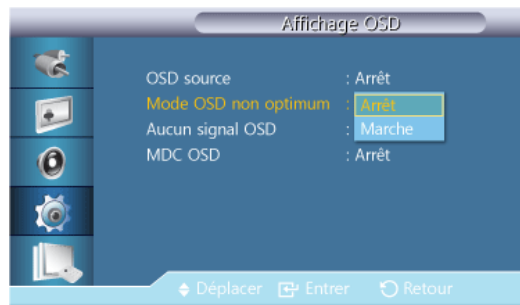 Affichage OSD
OSD source : Arrêt
Mode OSD non optimum : Arrêt
Aucun signal OSD : Marche
MDC OSD : Arrêt
Déplacer Entrer Retour